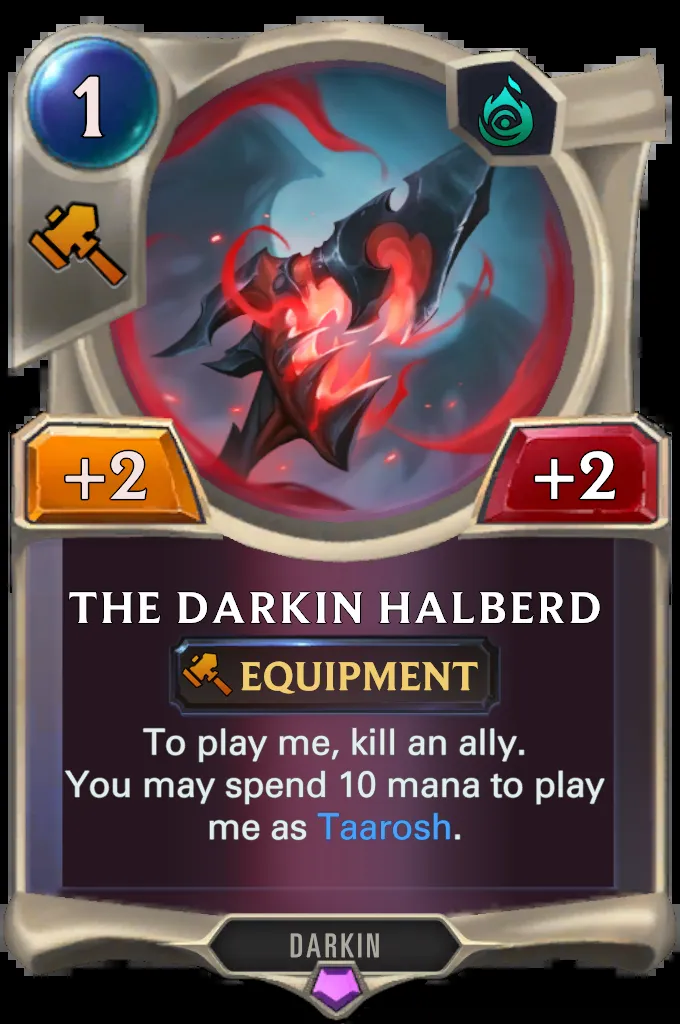 1
+2
+2
THE DARKIN HALBERD
EQUIPMENT
To play me, kill an ally.
You may spend 10 mana to play
me as Taarosh.
DARKIN